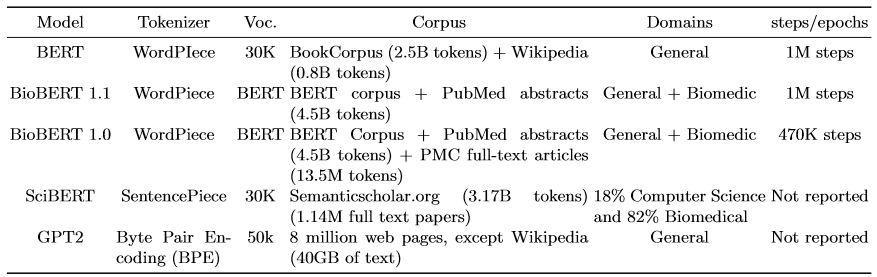 Model Tokenizer Voc. Corpus Domains steps/epochs
BERT WordPIece 30K BookCorpus (2.5B tokens) + Wikipedia General 1M steps
(0.8B tokens)
BioBERT 1.1 WordPiece BERT BERT corpus + PubMed abstracts General + Biomedic 1M steps
(4.5B tokens)
BioBERT 1.0 WordPiece BERT BERT Corpus + PubMed abstracts General + Biomedic 470K steps
(4.5B tokens) + PMC full-text articles
(13.5M tokens)
SciBERT SentencePiece 30K Semanticscholar.org (3.17B tokens) 18% Computer Science Not reported
(1.14M full text papers) and 82% Biomedical
GPT2 Byte Pair En- 50k 8 million web pages, except Wikipedia General Not reported
coding (BPE) (40GB of text)